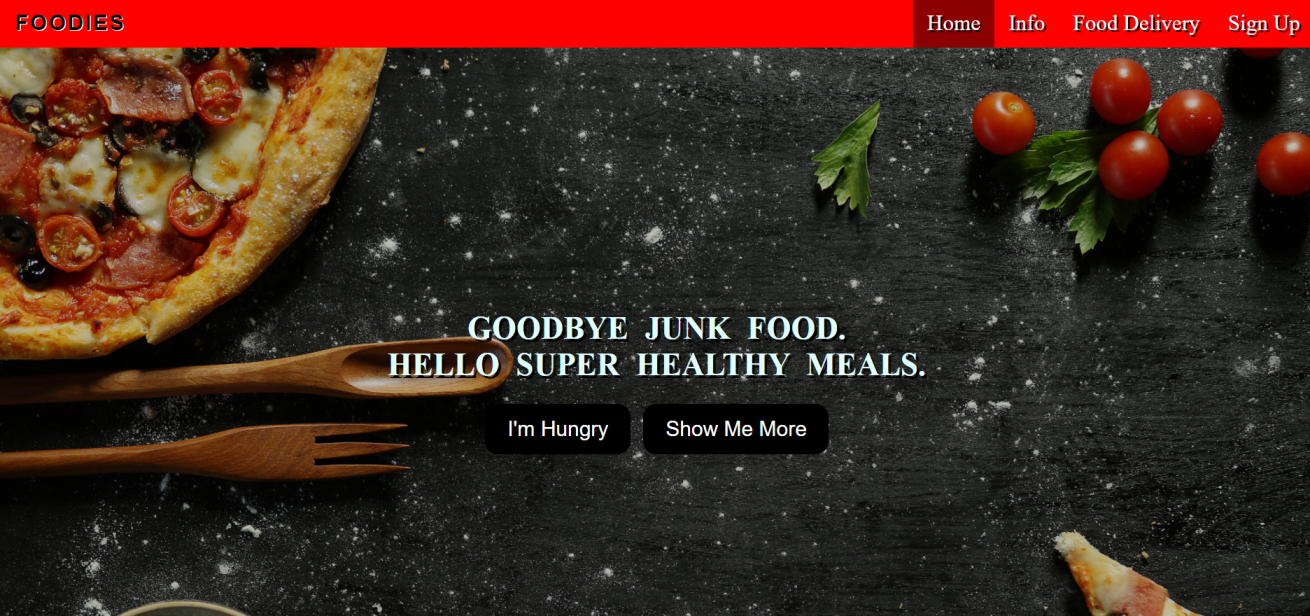 FOODIES
Home Info Food Delivery Sign Up
GOODBYE JUNK FOOD.
HELLO SUPER HEALTHY MEALS.
I'm Hungry Show Me More